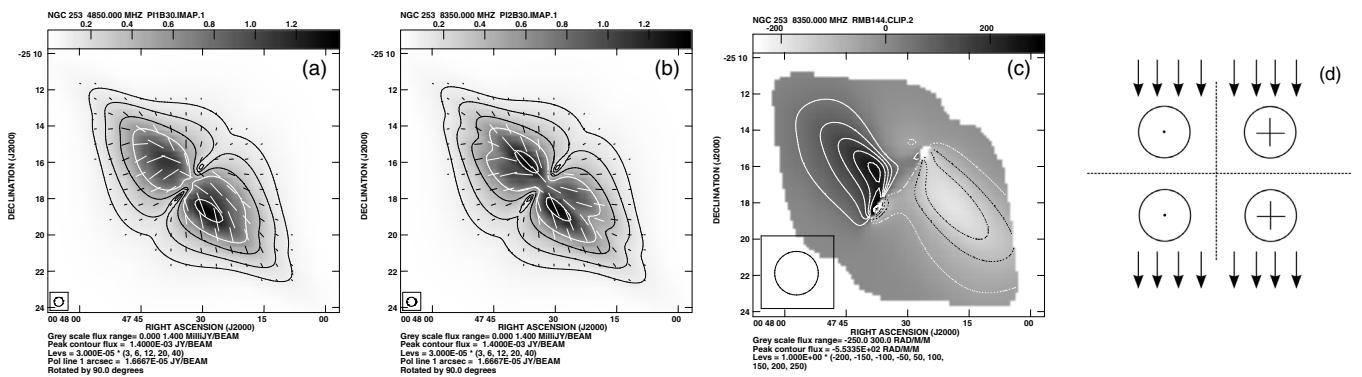 NGC 253 4850.000 MHZ PI1B30.IMAP.1
0.2 0.4 0.6 0.8 1.0 1.2
(a)
-25 10
12
14
16
18
20
22
24
DECLINATION (J2000)
00 48 00 47 45 30 15 00
RIGHT ASCENSION (J2000)
Grey scale flux range= 0.000 1.400 MilliJY/BEAM
Peak contour flux = 1.4000E-03 JY/BEAM
Levs = 3.000E-05 * (3, 6, 12, 20, 40)
Pol line 1 arcsec = 1.6667E-05 JY/BEAM
Rotated by 90.0 degrees
NGC 253 8350.000 MHZ PI2B30.IMAP.1
0.2 0.4 0.6 0.8 1.0 1.2
(b)
-25 10
12
14
16
18
20
22
24
DECLINATION (J2000)
00 48 00 47 45 30 15 00
RIGHT ASCENSION (J2000)
Grey scale flux range= 0.000 1.400 MilliJY/BEAM
Peak contour flux = 1.4000E-03 JY/BEAM
Levs = 3.000E-05 * (3, 6, 12, 20, 40)
Pol line 1 arcsec = 1.6667E-05 JY/BEAM
Rotated by 90.0 degrees
NGC 253 8350.000 MHZ RMB144.CLIP.2
-200 0 200
(c)
-25 10
12
14
16
18
20
22
24
DECLINATION (J2000)
00 48 00 47 45 30 15 00
RIGHT ASCENSION (J2000)
Grey scale flux range= -250.0 300.0 RAD/M/M
Peak contour flux = -5.5335E+02 RAD/M/M
Levs = 1.000E+00 * (-200, -150, -100, -50, 50, 100,
150, 200, 250)
(d)